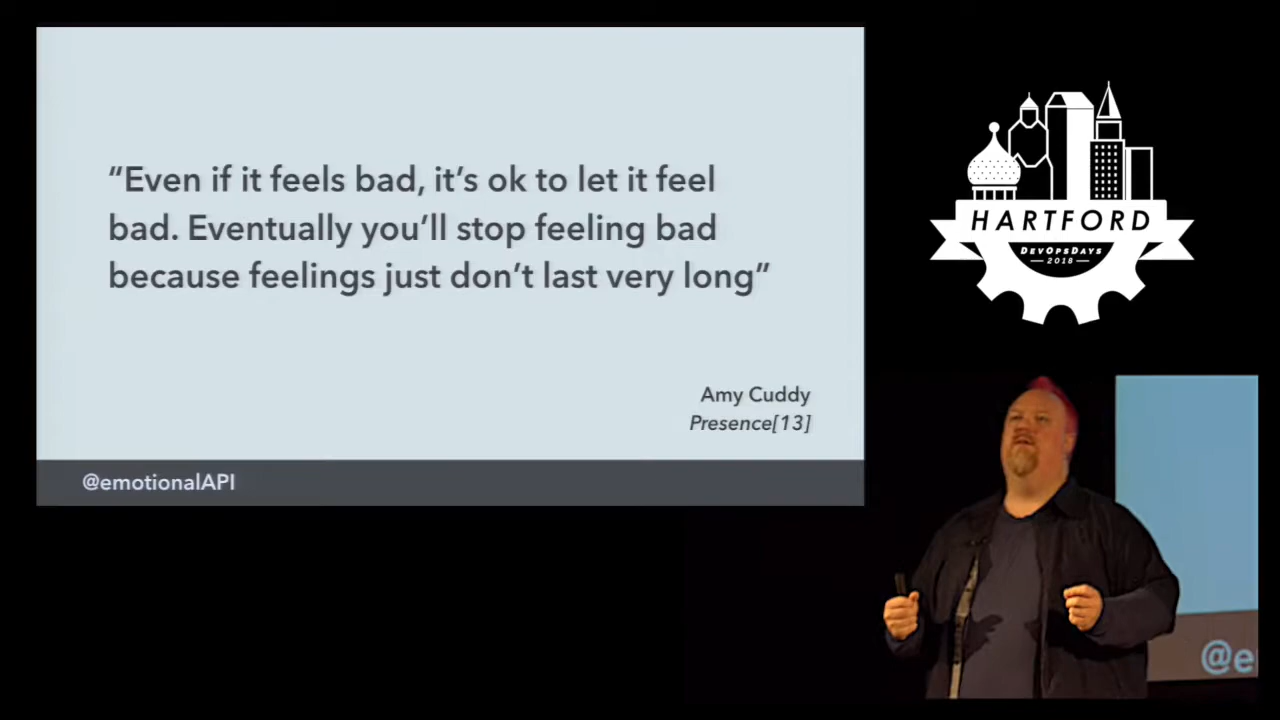 “Even if it feels bad, it’s ok to let it feel
bad. Eventually you’ll stop feeling bad
because feelings just don’t last very long”
Amy Cuddy
Presence[13]
@emotionalAPI
HARTFORD
DEVOPSDAYS
2018
@e